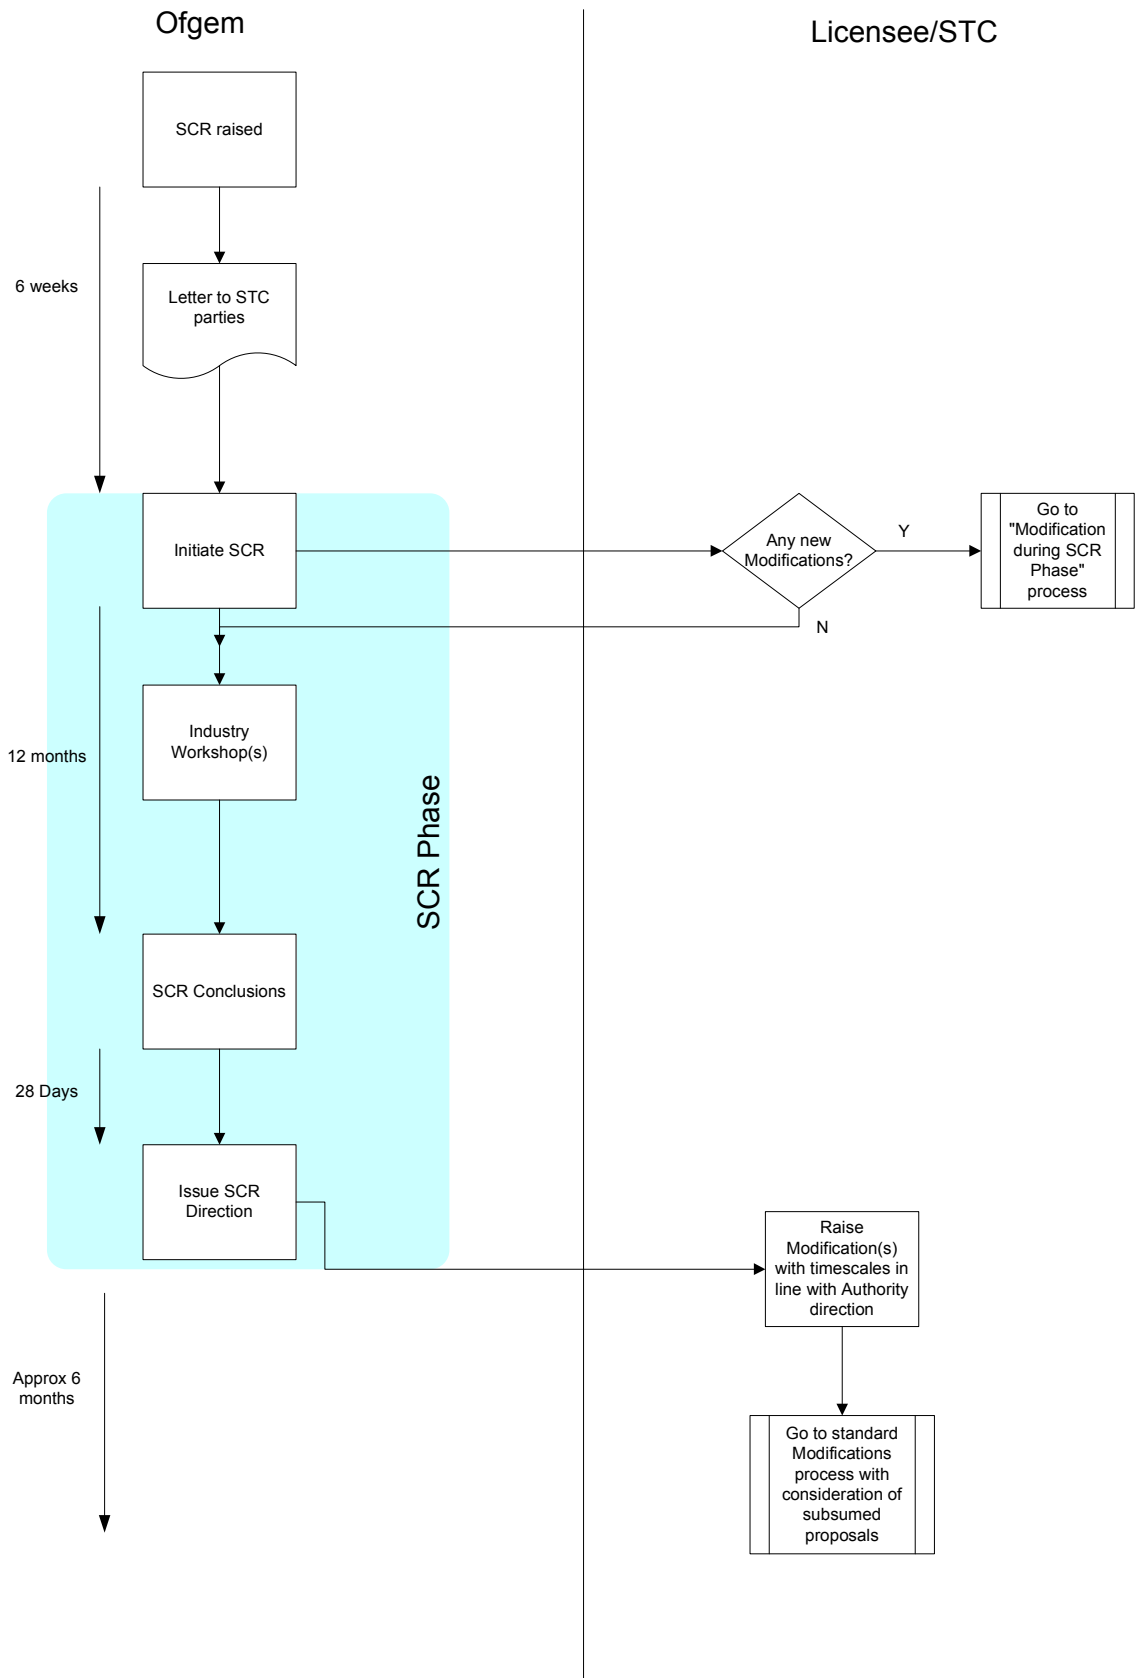 Ofgem
Licensee/STC
SCR raised
6 weeks
Letter to STC
parties
Initiate SCR
Any new
Modifications?
Y
N
Go to
"Modification
during SCR
Phase"
process
Industry
Workshop(s)
12 months
SCR Phase
SCR Conclusions
28 Days
Issue SCR
Direction
Raise
Modification(s)
with timescales in
line with Authority
direction
Approx 6
months
Go to standard
Modifications
process with
consideration of
subsumed
proposals